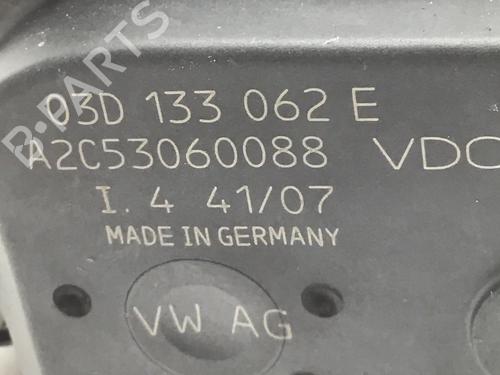 B-PARTS
03D 133 062 E
A2C53060088 VDO
I. 4 41/07
MADE IN GERMANY
VW AG